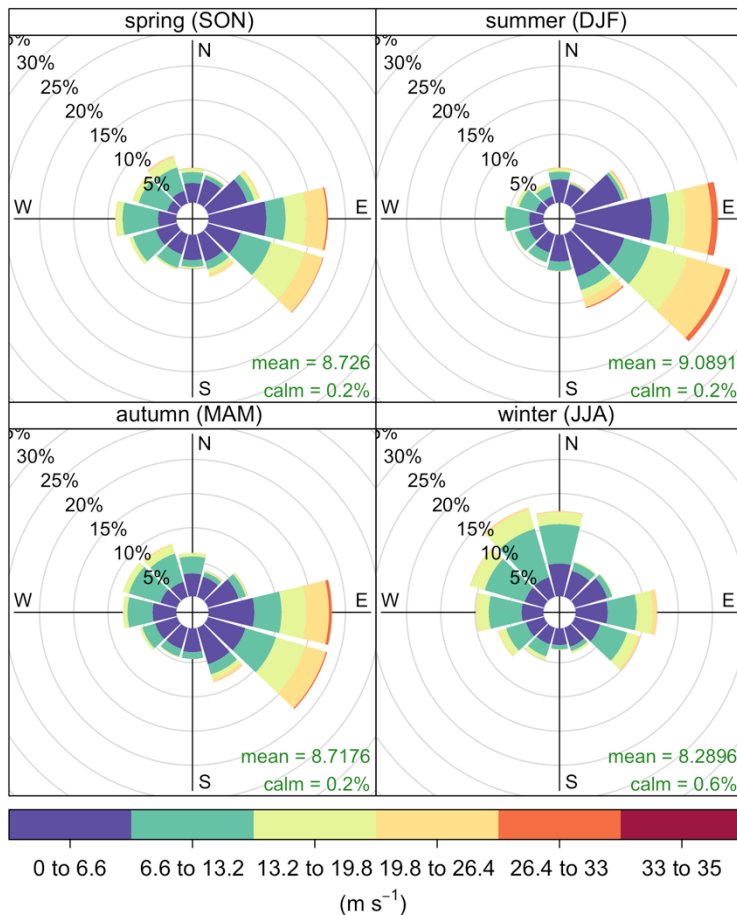 spring (SON)
N
30%
25%
20%
15%
10%
5%
W
E
S
mean = 8.726
calm = 0.2%
summer (DJF)
N
30%
25%
20%
15%
10%
5%
W
E
S
mean = 9.0891
calm = 0.2%
autumn (MAM)
N
30%
25%
20%
15%
10%
5%
W
E
S
mean = 8.7176
calm = 0.2%
winter (JJA)
N
30%
25%
20%
15%
10%
5%
W
E
S
mean = 8.2896
calm = 0.6%
0 to 6.6 6.6 to 13.2 13.2 to 19.8 19.8 to 26.4 26.4 to 33 33 to 35
(m s⁻¹)